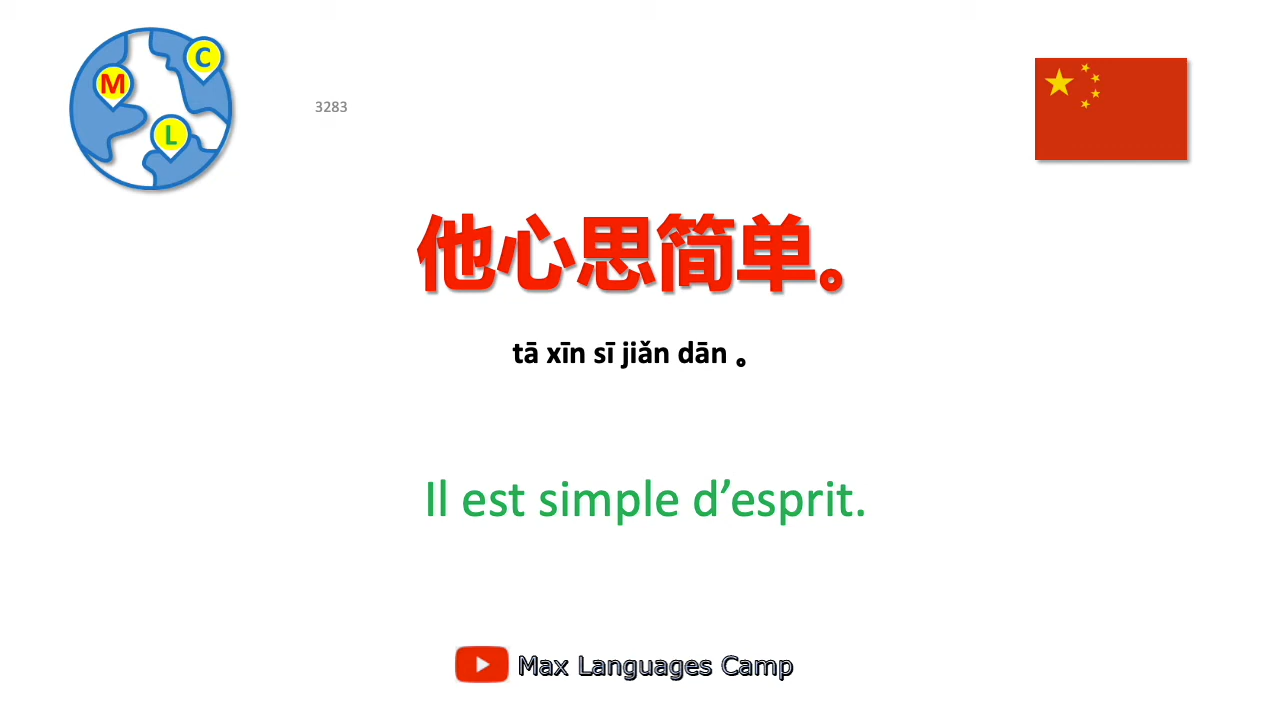 M
C
L
3283
他心思简单。
tā xīn sī jiǎn dān 。
Il est simple d’esprit.
Max Languages Camp